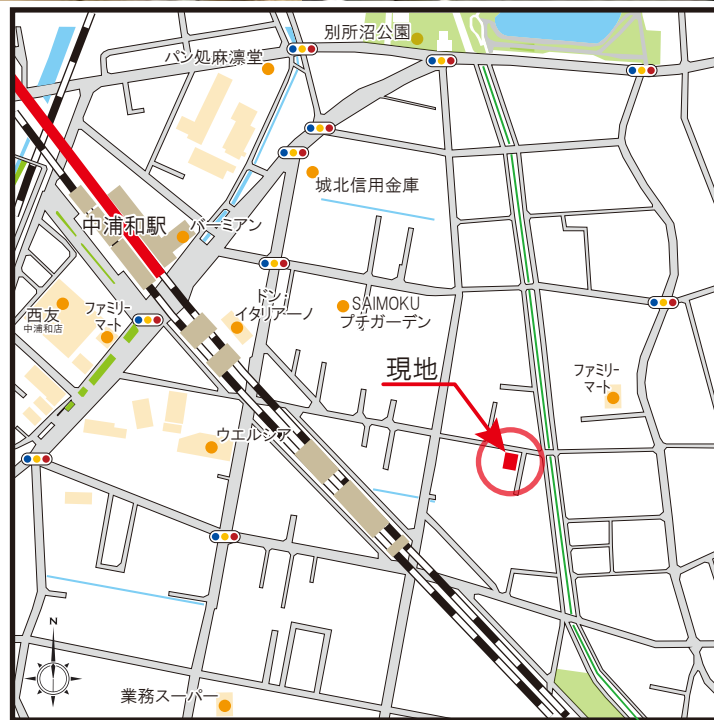 別所沼公園
パン処麻凛堂
城北信用金庫
中浦和駅
バーミアン
ドン・
イタリアーノ
SAIMOKU
プチガーデン
西友
中浦和店
ファミリー
マート
現地
ファミリー
マート
ウエルシア
N
業務スーパー